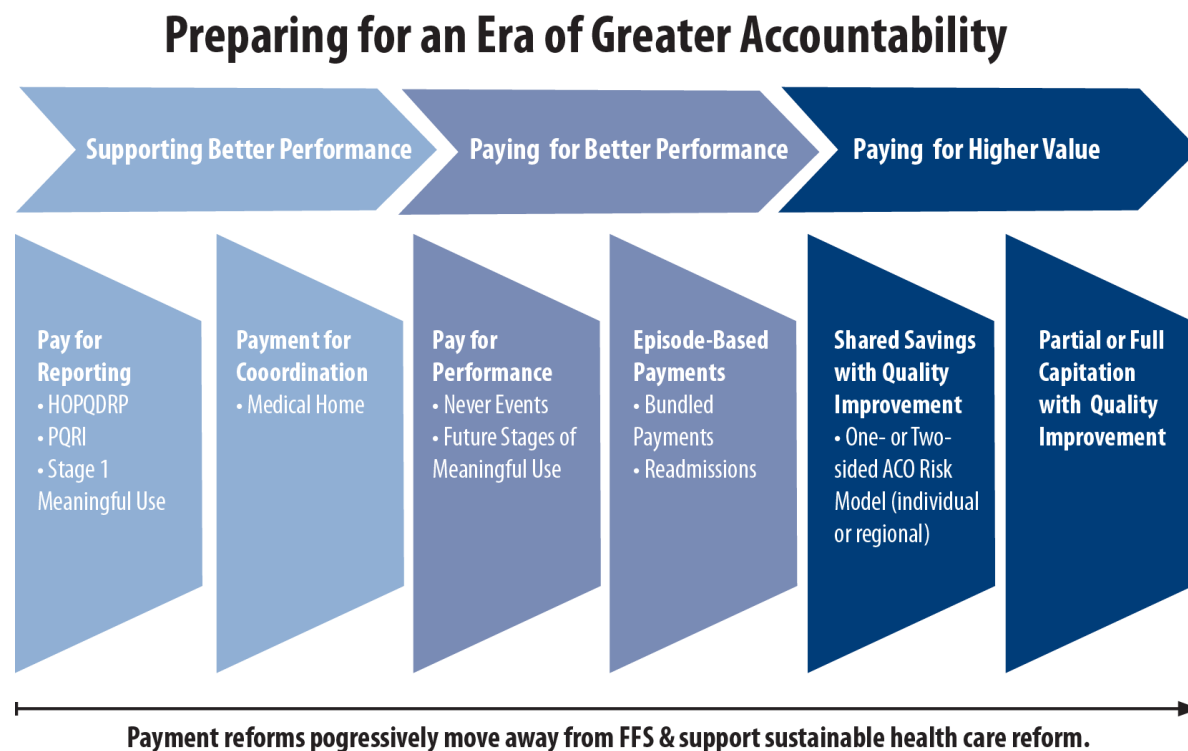 Preparing for an Era of Greater Accountability
Supporting Better Performance
Paying for Better Performance
Paying for Higher Value
Pay for
Reporting
• HOPQDRP
• PQRI
• Stage 1
Meaningful Use
Payment for
Cooordination
• Medical Home
Pay for
Performance
• Never Events
• Future Stages of
Meaningful Use
Episode-Based
Payments
• Bundled
Payments
• Readmissions
Shared Savings
with Quality
Improvement
• One- or Two-
sided ACO Risk
Model (individual
or regional)
Partial or Full
Capitation
with Quality
Improvement
Payment reforms pogressively move away from FFS & support sustainable health care reform.